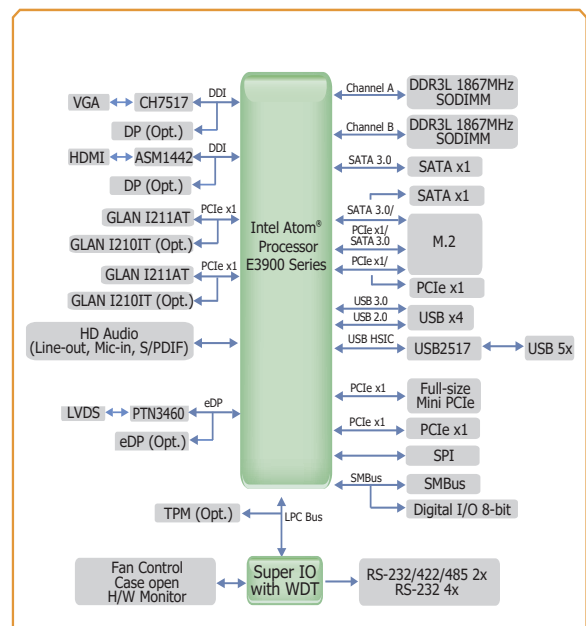 VGA
CH7517
DDI
DP (Opt.)
HDMI
ASM1442
DDI
DP (Opt.)
GLAN I211AT
PCIe x1
GLAN I210IT (Opt.)
GLAN I211AT
PCIe x1
GLAN I210IT (Opt.)
HD Audio
(Line-out, Mic-in, S/PDIF)
LVDS
PTN3460
eDP
eDP (Opt.)
Intel Atom®
Processor
E3900 Series
Channel A
DDR3L 1867MHz
SODIMM
Channel B
DDR3L 1867MHz
SODIMM
SATA 3.0
SATA x1
SATA x1
SATA 3.0/
PCIe x1/
SATA 3.0
M.2
PCIe x1/
PCIe x1
USB 3.0
USB 2.0
USB x4
USB HSIC
USB2517
USB 5x
PCIe x1
Full-size
Mini PCIe
PCIe x1
PCIe x1
SPI
SMBus
SMBus
Digital I/O 8-bit
TPM (Opt.)
LPC Bus
Fan Control
Case open
H/W Monitor
Super IO
with WDT
RS-232/422/485 2x
RS-232 4x